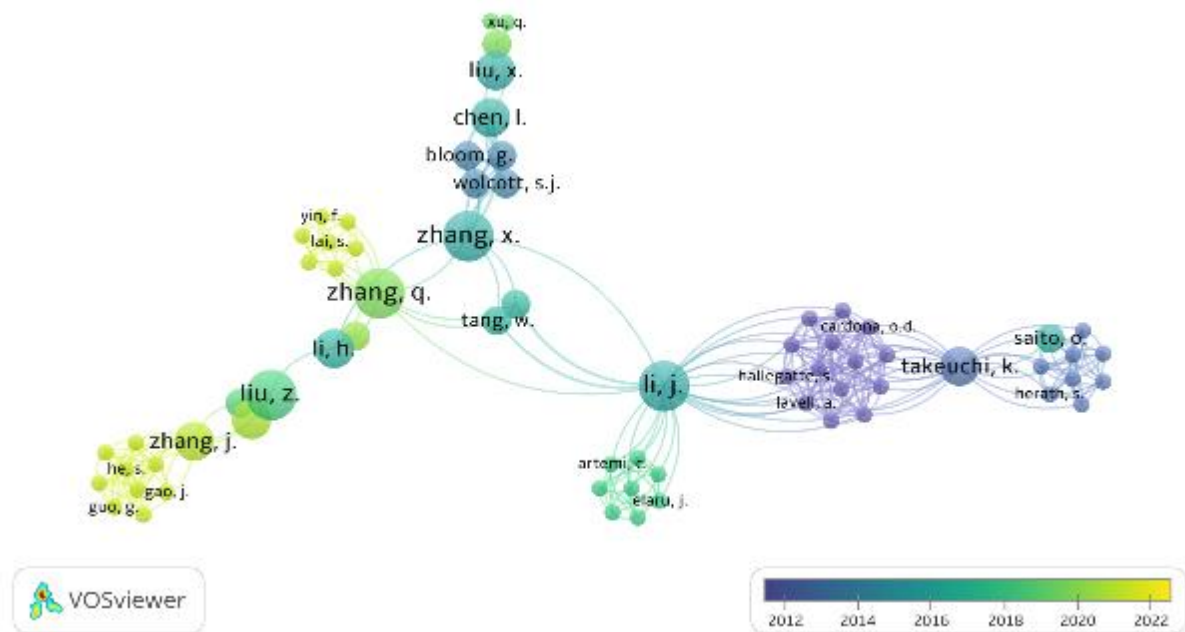 xu, q.
liu, x.
chen, l.
bloom, g.
wolcott, s.j.
zhang, x.
yin, f.
lai, s.
zhang, q.
tang, w.
li, h.
cardona, o.d.
saito, o.
takeuchi, k.
hallegatte, s.
li, j.
liu, z.
herath, s.
lavell, a.
zhang, j.
artemi, c.
he, s.
gao, j.
elaru, j.
guo, g.
VOSviewer
2012 2014 2016 2018 2020 2022